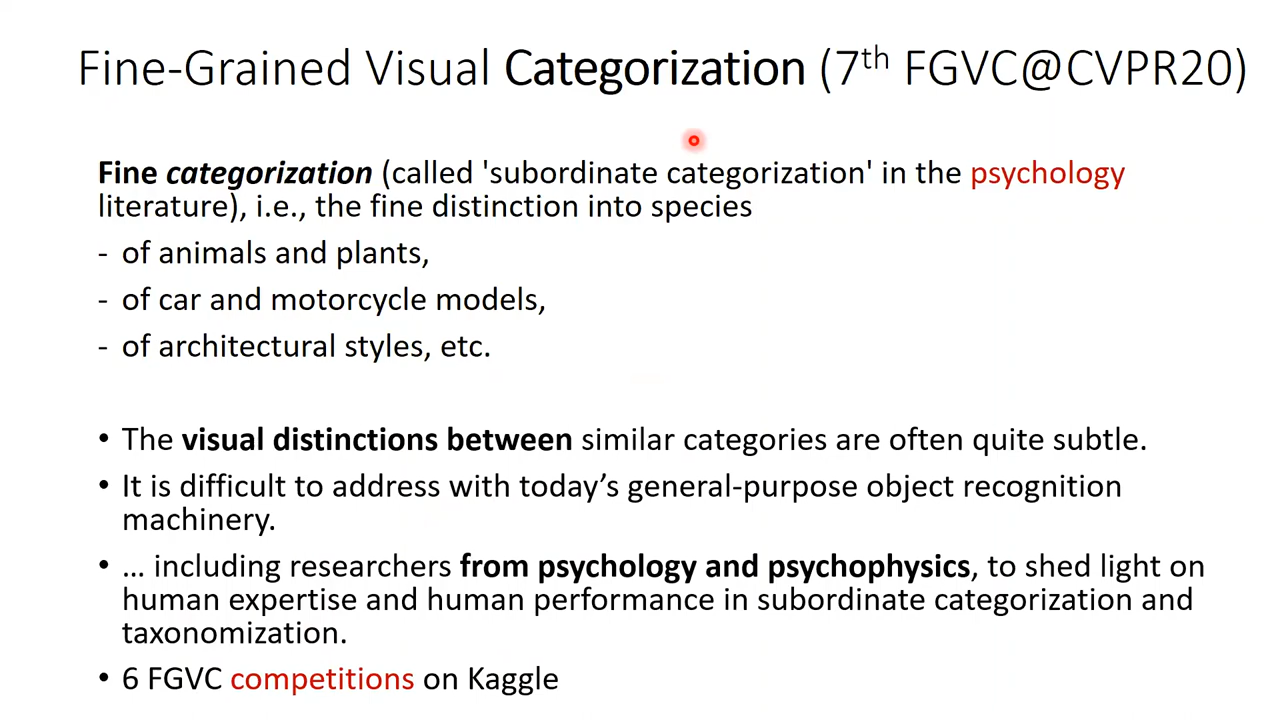 Fine-Grained Visual Categorization (7th FGVC@CVPR20)
Fine categorization (called 'subordinate categorization' in the psychology
literature), i.e., the fine distinction into species
- of animals and plants,
- of car and motorcycle models,
- of architectural styles, etc.
• The visual distinctions between similar categories are often quite subtle.
• It is difficult to address with today’s general-purpose object recognition
machinery.
• … including researchers from psychology and psychophysics, to shed light on
human expertise and human performance in subordinate categorization and
taxonomization.
• 6 FGVC competitions on Kaggle